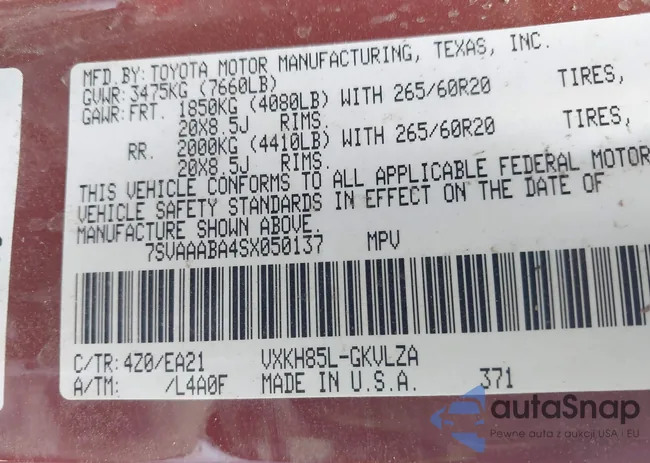 MFD. BY: TOYOTA MOTOR MANUFACTURING, TEXAS, INC.
GVWR: 3475KG (7660LB)
GAWR: FRT. 1850KG (4080LB) WITH 265/60R20 TIRES,
20X8.5J RIMS.
RR. 2000KG (4410LB) WITH 265/60R20 TIRES,
20X8.5J RIMS.
THIS VEHICLE CONFORMS TO ALL APPLICABLE FEDERAL MOTOR
VEHICLE SAFETY STANDARDS IN EFFECT ON THE DATE OF
MANUFACTURE SHOWN ABOVE.
7SVAAABA4SX050137 MPV
C/TR: 4Z0/EA21 VXKH85L-GKVLZA
A/TM: /L4A0F MADE IN U.S.A. 371
autaSnap
Pewne auta z aukcji USA i EU